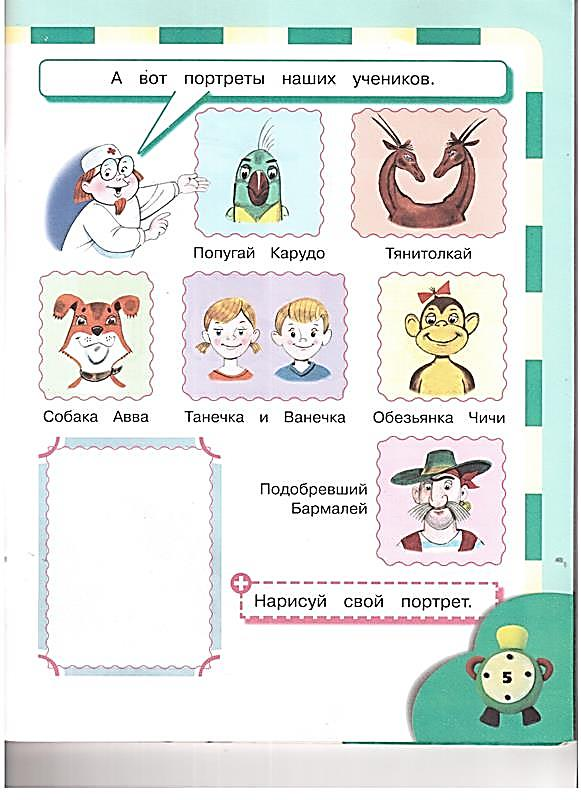 А вот портреты наших учеников.
Попугай Карудо
Тянитолкай
Собака Авва
Танечка и Ванечка
Обезьянка Чичи
Подобревший
Бармалей
Нарисуй свой портрет.
5